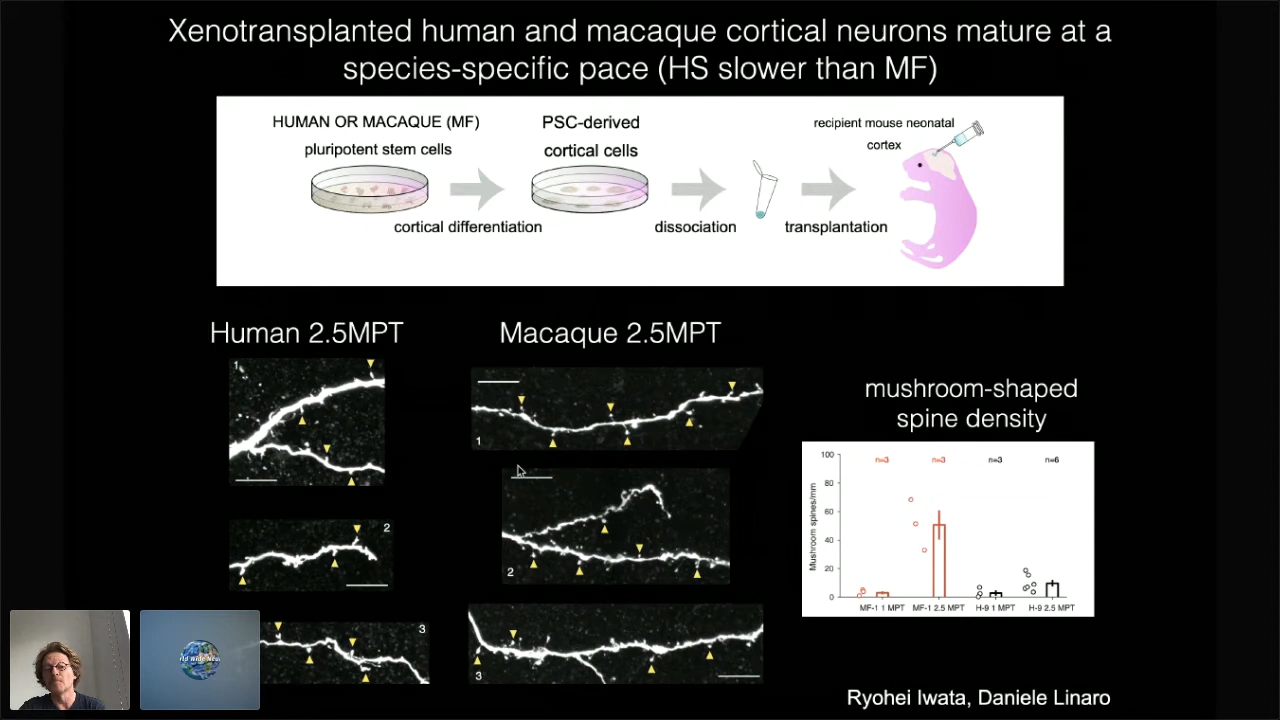 Xenotransplanted human and macaque cortical neurons mature at a
species-specific pace (HS slower than MF)
HUMAN OR MACAQUE (MF)
pluripotent stem cells
PSC-derived
cortical cells
recipient mouse neonatal
cortex
cortical differentiation
dissociation
transplantation
Human 2.5MPT
Macaque 2.5MPT
1
2
3
1
2
3
mushroom-shaped
spine density
Mushroom spines/mm
100
80
60
40
20
0
n=3
n=3
n=3
n=6
MF-1 1 MPT
MF-1 2.5 MPT
H-9 1 MPT
H-9 2.5 MPT
Ryohei Iwata, Daniele Linaro